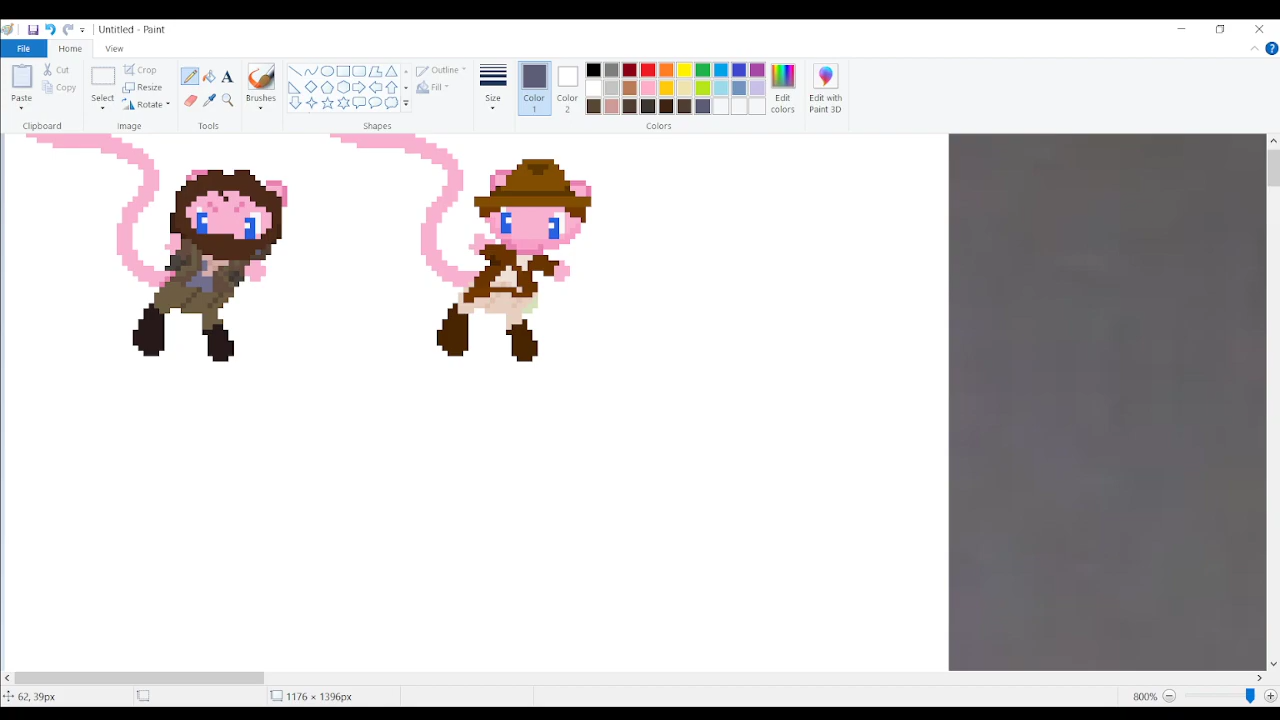 Untitled - Paint
File Home View
Paste
Cut
Copy
Clipboard
Select
Crop
Resize
Rotate
Image
A
Tools
Brushes
Outline
Fill
Shapes
Size
Color 1
Color 2
Colors
Edit colors
Edit with Paint 3D
?
62, 39px
1176 × 1396px
800%